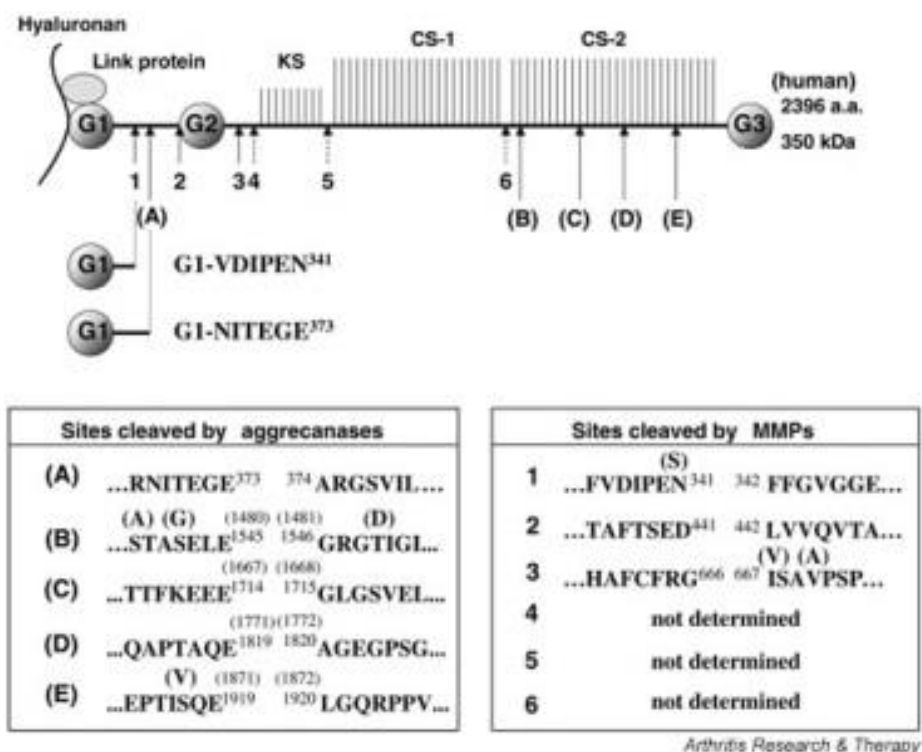 Hyaluronan
Link protein
KS
CS-1
CS-2
(human)
2396 a.a.
350 kDa
G1
G2
G3
1
2
3 4
5
6
(A)
(B)
(C)
(D)
(E)
G1
G1-VDIPEN³⁴¹
G1
G1-NITEGE³⁷³
Sites cleaved by aggrecanases
(A) ...RNITEGE³⁷³ ³⁷⁴ARGSVIL....
(A) (G) (1480) (1481) (D)
(B) ...STASELE¹⁵⁴⁵ ¹⁵⁴⁶GRGTIGI...
(1667) (1668)
(C) ...TTFKEEE¹⁷¹⁴ ¹⁷¹⁵GLGSVEL...
(1771) (1772)
(D) ...QAPTAQE¹⁸¹⁹ ¹⁸²⁰AGEGPSG...
(V) (1871) (1872)
(E) ...EPTISQE¹⁹¹⁹ ¹⁹²⁰LGQRPPV...
Sites cleaved by MMPs
(S)
1 ...FVDIPEN³⁴¹ ³⁴²FFGVGGE...
2 ...TAFTSED⁴⁴¹ ⁴⁴²LVVQVTA...
(V) (A)
3 ...HAFCFRG⁶⁶⁶ ⁶⁶⁷ISAVPSP...
4 not determined
5 not determined
6 not determined
Arthritis Research & Therapy